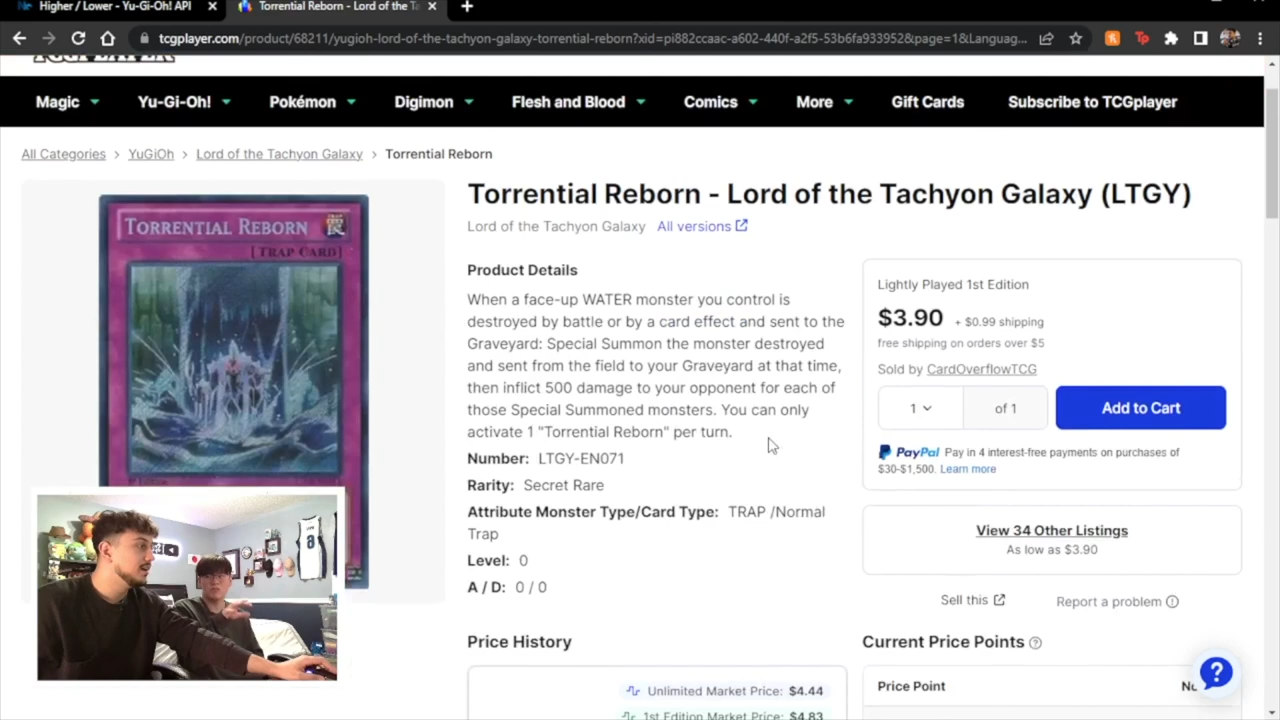 Higher / Lower - Yu-Gi-Oh! API
Torrential Reborn - Lord of the Ta
tcgplayer.com/product/68211/yugioh-lord-of-the-tachyon-galaxy-torrential-reborn?xid=pi882ccaac-a602-440f-a2f5-53b6fa933952&page=1&Languag...
TCGPLAYER
Magic Yu-Gi-Oh! Pokémon Digimon Flesh and Blood Comics More Gift Cards Subscribe to TCGplayer
All Categories > YuGiOh > Lord of the Tachyon Galaxy > Torrential Reborn
TORRENTIAL REBORN
[TRAP CARD]
Torrential Reborn - Lord of the Tachyon Galaxy (LTGY)
Lord of the Tachyon Galaxy All versions
Product Details
When a face-up WATER monster you control is
destroyed by battle or by a card effect and sent to the
Graveyard: Special Summon the monster destroyed
and sent from the field to your Graveyard at that time,
then inflict 500 damage to your opponent for each of
those Special Summoned monsters. You can only
activate 1 "Torrential Reborn" per turn.
Number: LTGY-EN071
Rarity: Secret Rare
Attribute Monster Type/Card Type: TRAP /Normal
Trap
Level: 0
A / D: 0 / 0
Price History
Unlimited Market Price: $4.44
1st Edition Market Price: $4.83
Lightly Played 1st Edition
$3.90 + $0.99 shipping
free shipping on orders over $5
Sold by CardOverflowTCG
1 of 1 Add to Cart
PayPal Pay in 4 interest-free payments on purchases of
$30-$1,500. Learn more
View 34 Other Listings
As low as $3.90
Sell this Report a problem
Current Price Points
Price Point
8